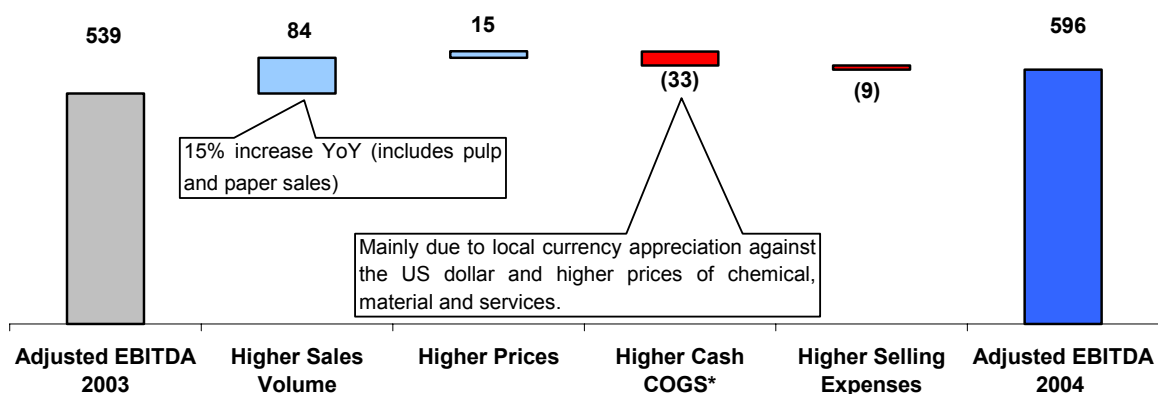 539
84
15
(33)
(9)
596
15% increase YoY (includes pulp
and paper sales)
Mainly due to local currency appreciation against
the US dollar and higher prices of chemical,
material and services.
Adjusted EBITDA
2003
Higher Sales
Volume
Higher Prices
Higher Cash
COGS*
Higher Selling
Expenses
Adjusted EBITDA
2004